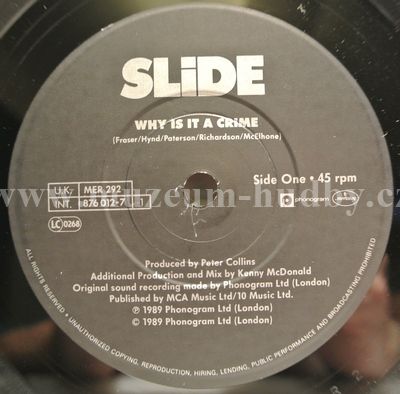 SLiDE
WHY IS IT A CRIME
(Fraser/Hynd/Paterson/Richardson/McElhone)
U.K. MER 292
INT. 876 012-7 1
LC 0268
Side One • 45 rpm
phonogram
www.muzeum-hudby.cz
Produced by Peter Collins
Additional Production and Mix by Kenny McDonald
Original sound recording made by Phonogram Ltd (London)
Published by MCA Music Ltd/10 Music Ltd.
℗ 1989 Phonogram Ltd (London)
© 1989 Phonogram Ltd (London)
ALL RIGHTS RESERVED • UNAUTHORIZED COPYING, REPRODUCTION, HIRING, LENDING, PUBLIC PERFORMANCE AND BROADCASTING PROHIBITED